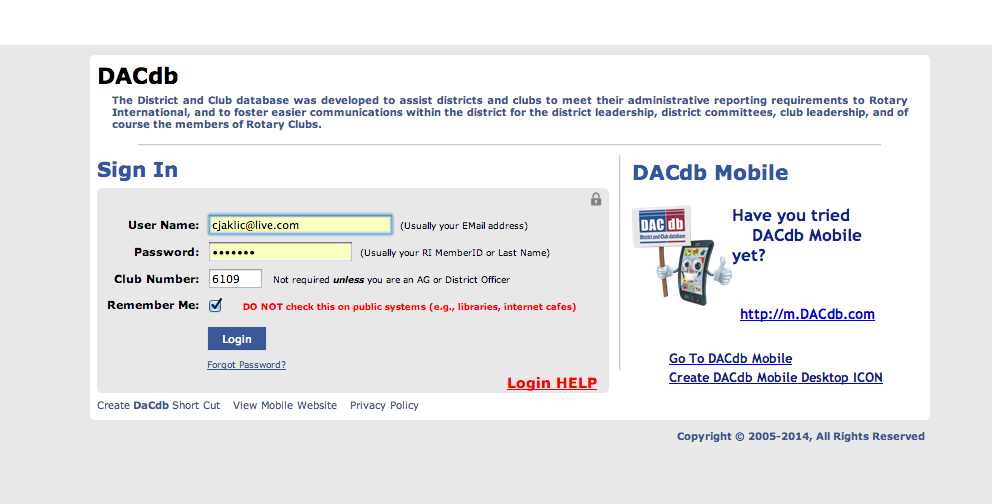 DACdb
The District and Club database was developed to assist districts and clubs to meet their administrative reporting requirements to Rotary
International, and to foster easier communications within the district for the district leadership, district committees, club leadership, and of
course the members of Rotary Clubs.
Sign In
User Name: cjaklic@live.com (Usually your EMail address)
Password: ••••••• (Usually your RI MemberID or Last Name)
Club Number: 6109 Not required unless you are an AG or District Officer
Remember Me: DO NOT check this on public systems (e.g., libraries, internet cafes)
Login
Forgot Password?
Login HELP
Create DaCdb Short Cut View Mobile Website Privacy Policy
DACdb Mobile
DAC db
District and Club database
Have you tried
DACdb Mobile
yet?
http://m.DACdb.com
Go To DACdb Mobile
Create DACdb Mobile Desktop ICON
Copyright © 2005-2014, All Rights Reserved